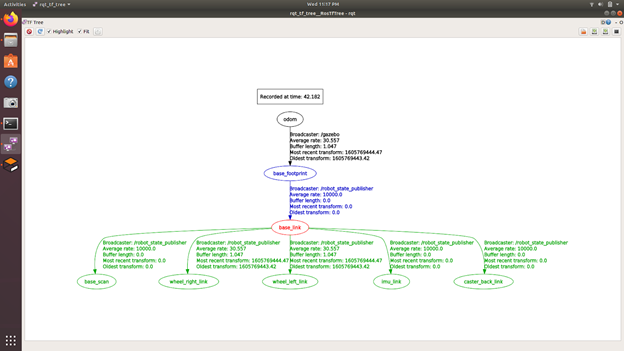 Activities
rqt_tf_tree
Wed 11:17 PM
rqt_tf_tree__RosTfTree - rqt
TF Tree
Highlight
Fit
Recorded at time: 42.182
odom
Broadcaster: /gazebo
Average rate: 30.557
Buffer length: 1.047
Most recent transform: 1605769444.47
Oldest transform: 1605769443.42
base_footprint
Broadcaster: /robot_state_publisher
Average rate: 10000.0
Buffer length: 0.0
Most recent transform: 0.0
Oldest transform: 0.0
base_link
Broadcaster: /robot_state_publisher
Average rate: 10000.0
Buffer length: 0.0
Most recent transform: 0.0
Oldest transform: 0.0
base_scan
Broadcaster: /robot_state_publisher
Average rate: 30.557
Buffer length: 1.047
Most recent transform: 1605769444.47
Oldest transform: 1605769443.42
wheel_right_link
Broadcaster: /robot_state_publisher
Average rate: 30.557
Buffer length: 1.047
Most recent transform: 1605769444.47
Oldest transform: 1605769443.42
wheel_left_link
Broadcaster: /robot_state_publisher
Average rate: 10000.0
Buffer length: 0.0
Most recent transform: 0.0
Oldest transform: 0.0
imu_link
Broadcaster: /robot_state_publisher
Average rate: 10000.0
Buffer length: 0.0
Most recent transform: 0.0
Oldest transform: 0.0
caster_back_link